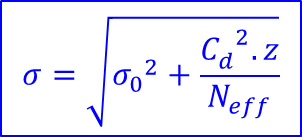 σ = √(σ₀² + (C_d².z)/N_eff)